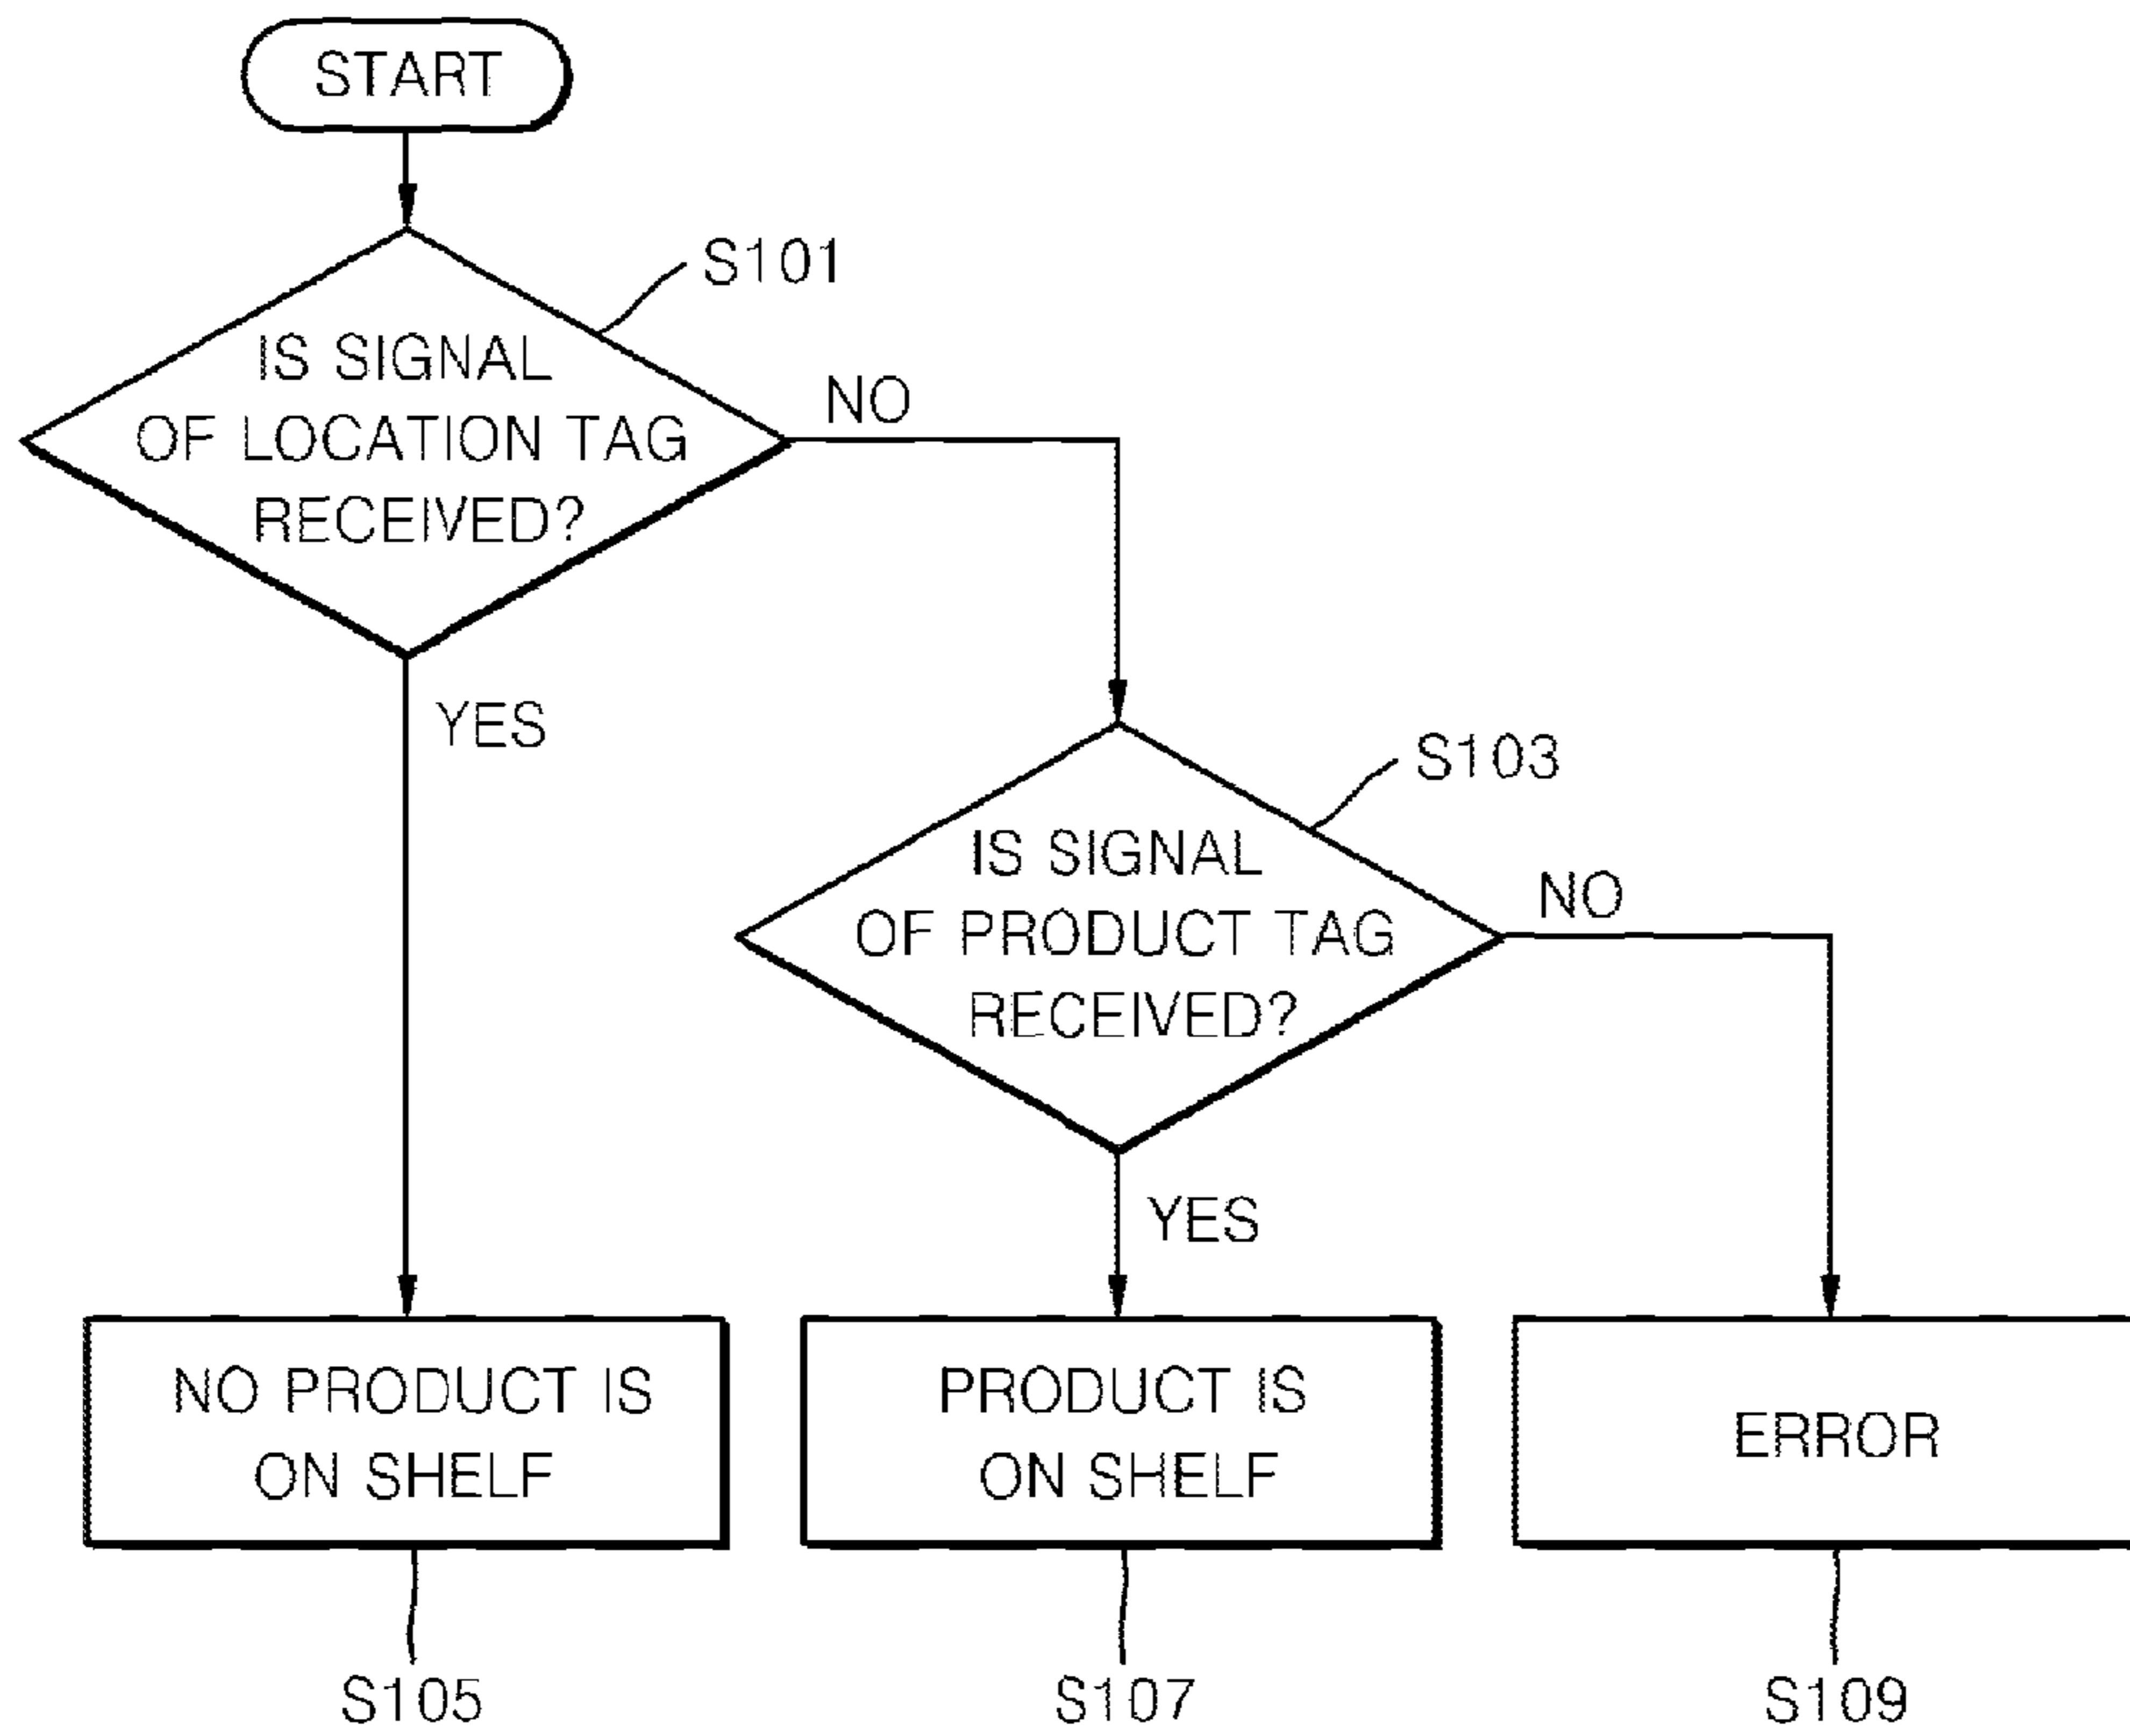 START
S101
IS SIGNAL
OF LOCATION TAG
RECEIVED?
NO
YES
S103
IS SIGNAL
OF PRODUCT TAG
RECEIVED?
NO
YES
NO PRODUCT IS
ON SHELF
PRODUCT IS
ON SHELF
ERROR
S105
S107
S109